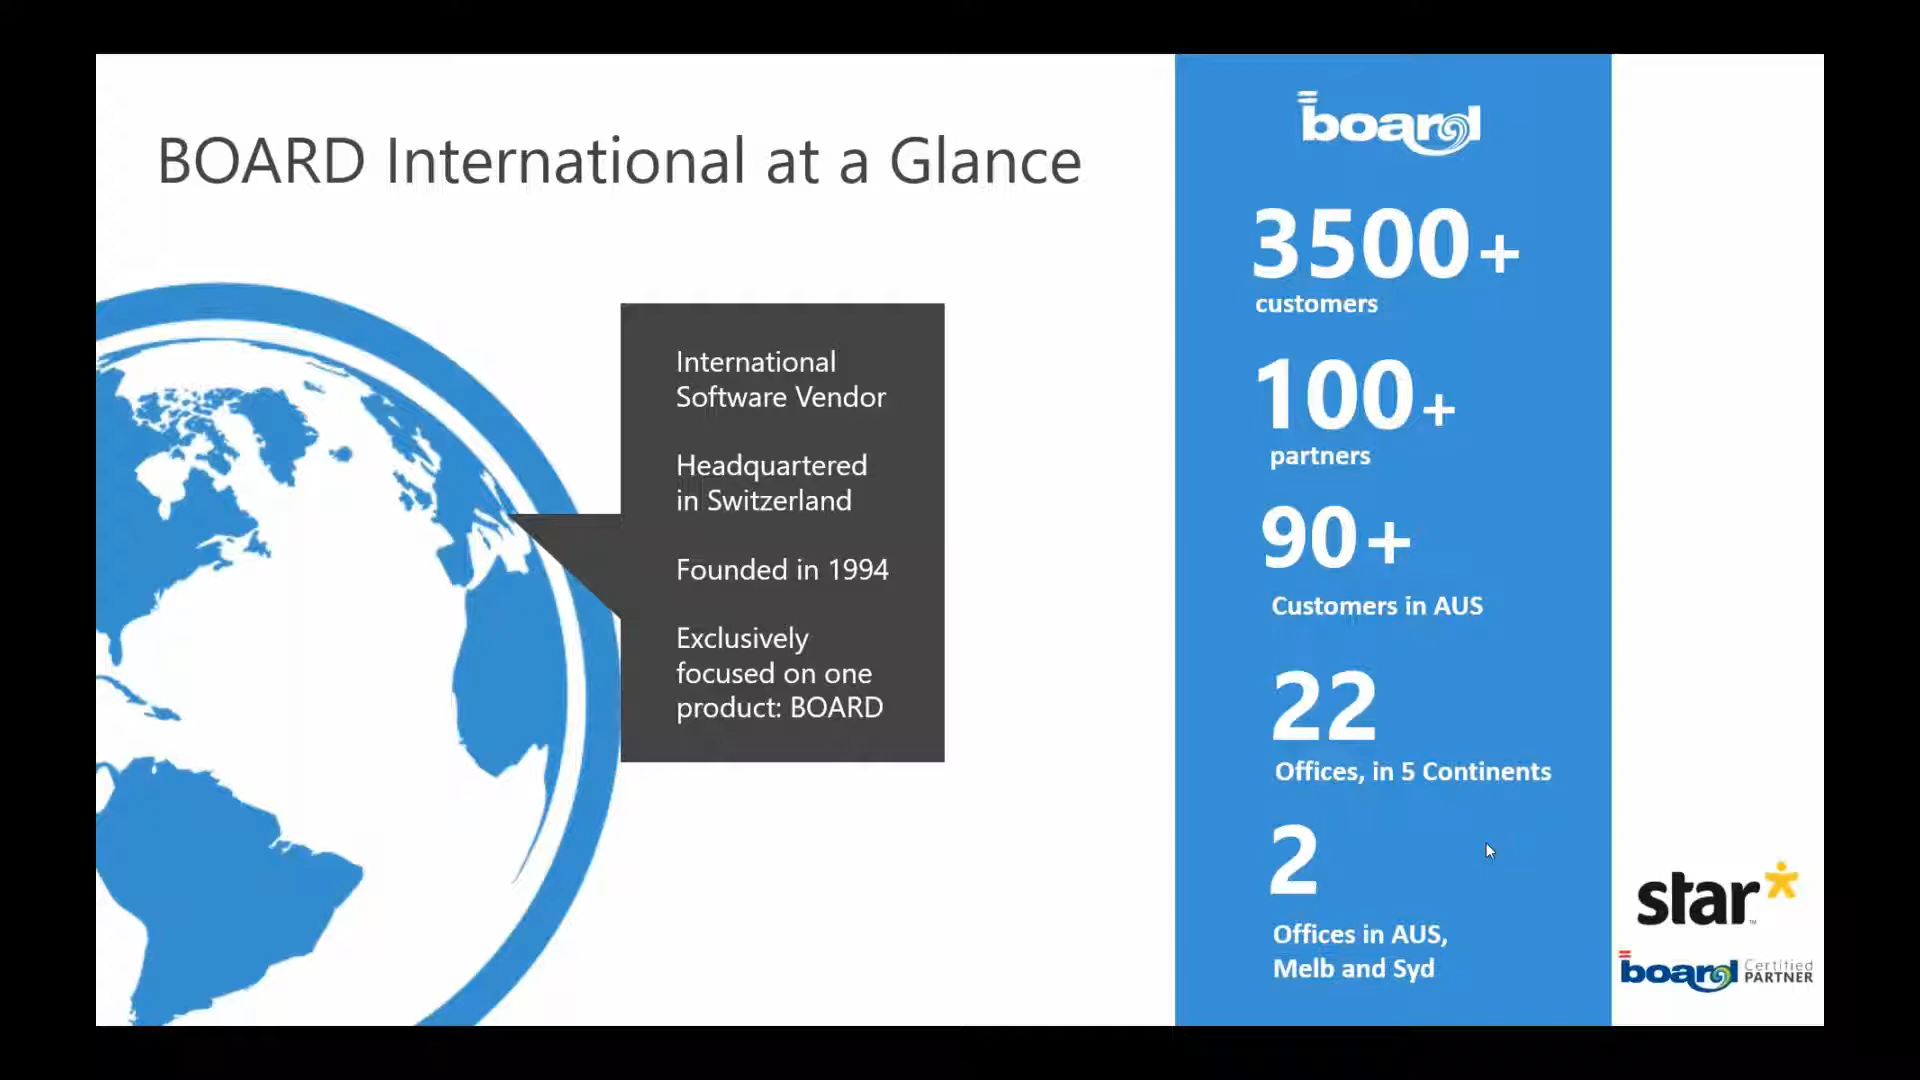 BOARD International at a Glance
International
Software Vendor
Headquartered
in Switzerland
Founded in 1994
Exclusively
focused on one
product: BOARD
board
3500+
customers
100+
partners
90+
Customers in AUS
22
Offices, in 5 Continents
2
Offices in AUS,
Melb and Syd
star
board Certified
PARTNER